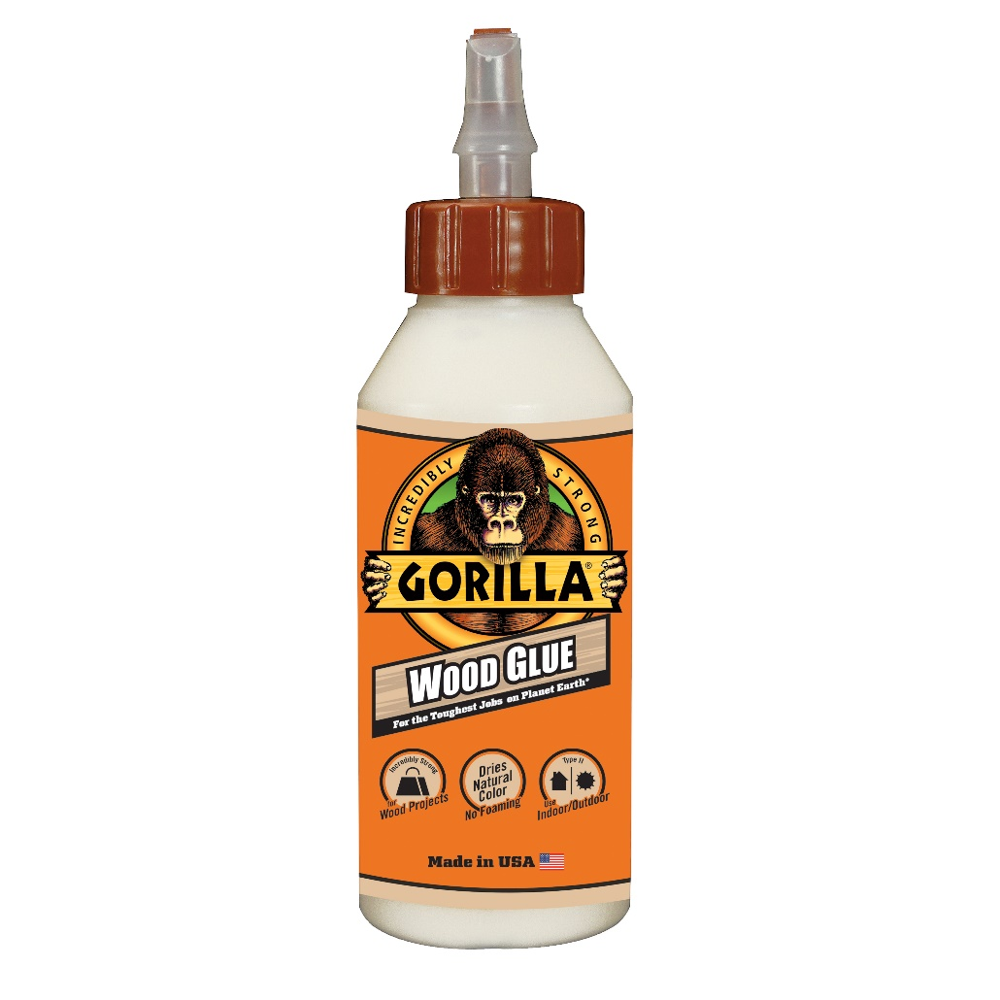 INCREDIBLY STRONG
GORILLA®
WOOD GLUE
For the Toughest Jobs on Planet Earth*
Incredibly Strong
for
Wood Projects
Dries
Natural
Color
No Foaming
Type II
Use
Indoor/Outdoor
Made in USA